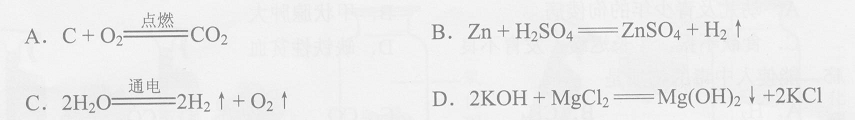 A. C + O₂ ═(点燃)═ CO₂
B. Zn + H₂SO₄ ═══ ZnSO₄ + H₂↑
C. 2H₂O ═(通电)═ 2H₂↑ + O₂↑
D. 2KOH + MgCl₂ ═══ Mg(OH)₂↓ +2KCl